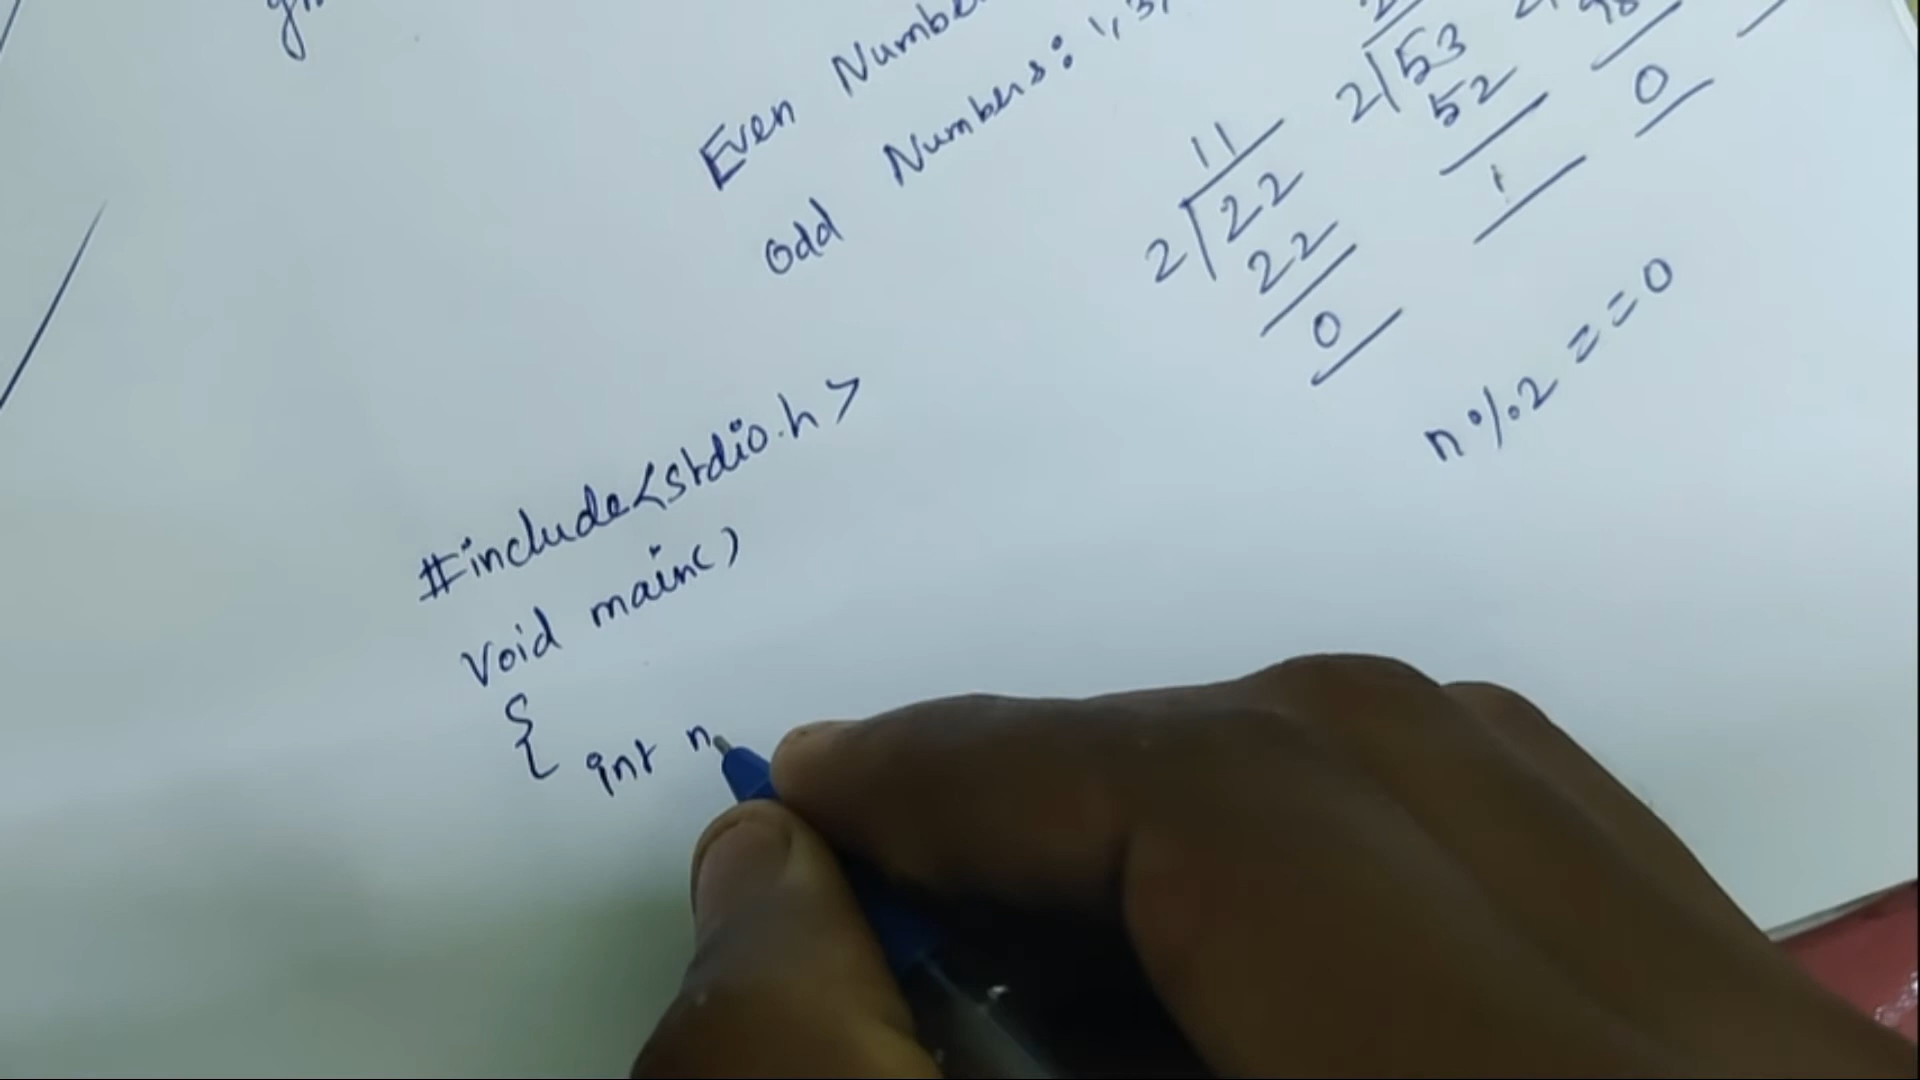 Even
Odd Numbers: 1, 3,
11
2 22
22
0
2 53
52
1
0
n%2==0
#include<stdio.h>
Void main()
{
int n